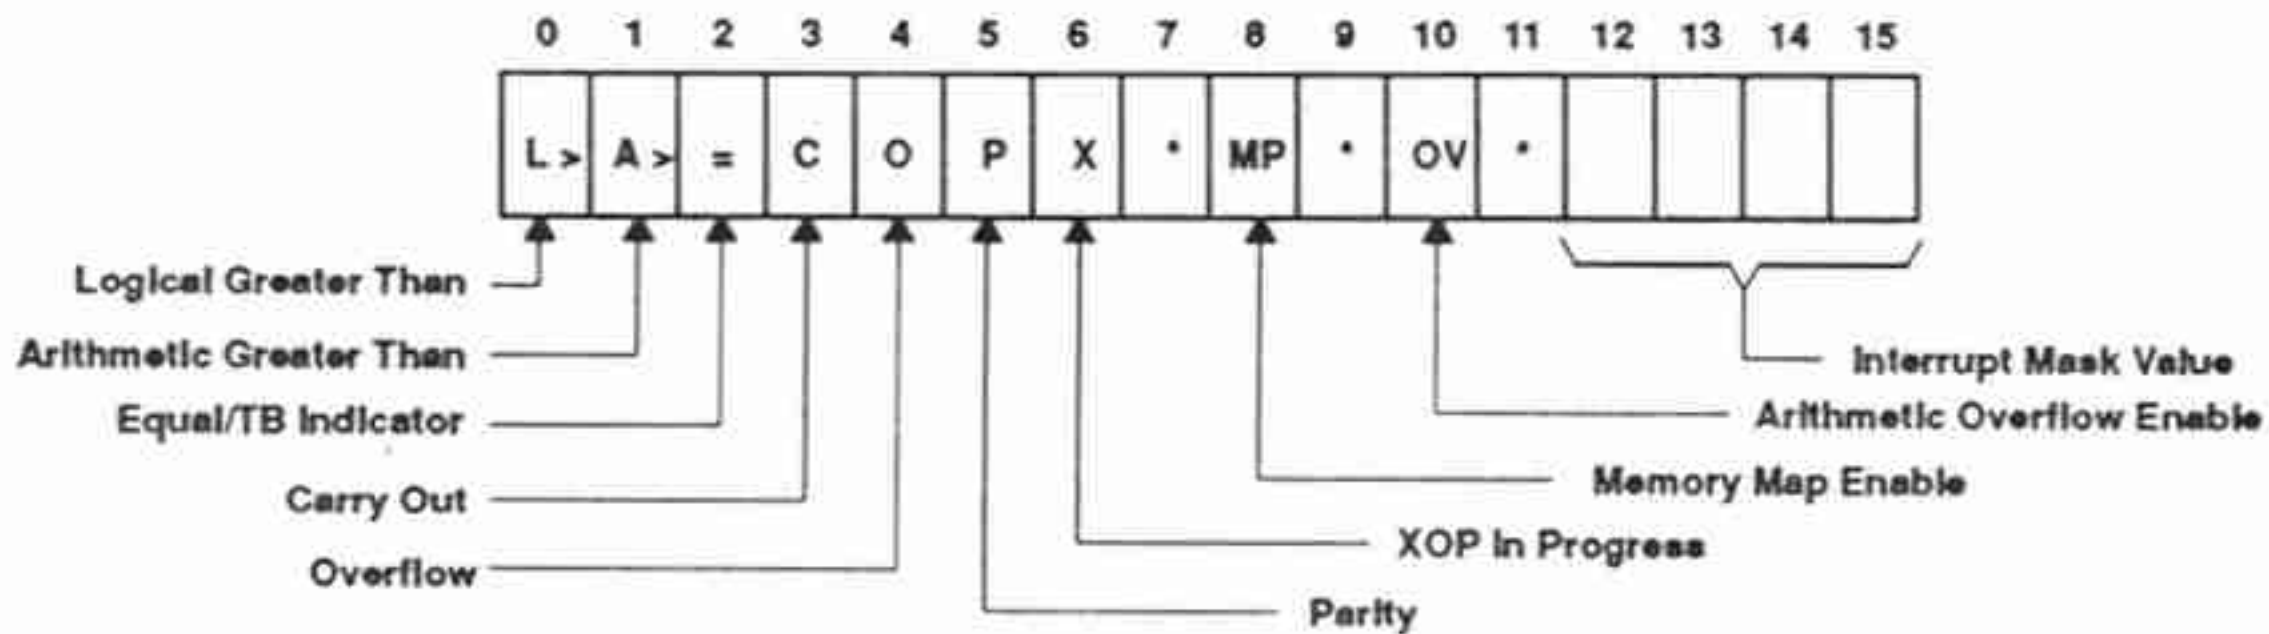 0 1 2 3 4 5 6 7 8 9 10 11 12 13 14 15
L> A> = C O P X * MP * OV *
Logical Greater Than
Arithmetic Greater Than
Interrupt Mask Value
Equal/TB Indicator
Arithmetic Overflow Enable
Memory Map Enable
Carry Out
XOP In Progress
Overflow
Parity